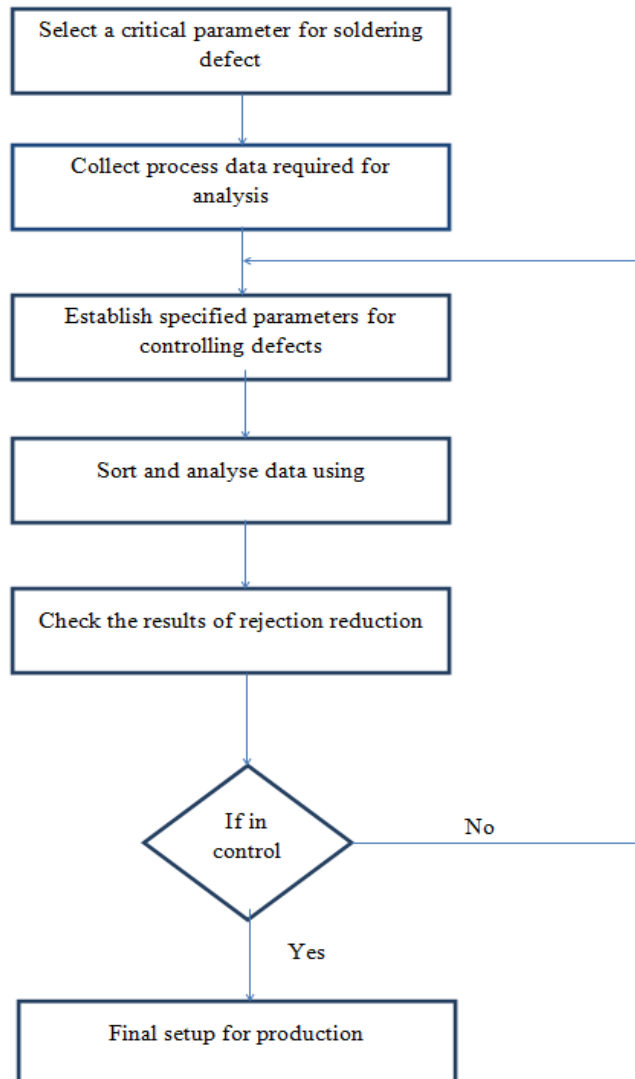 Select a critical parameter for soldering
defect
Collect process data required for
analysis
Establish specified parameters for
controlling defects
Sort and analyse data using
Check the results of rejection reduction
If in
control
No
Yes
Final setup for production